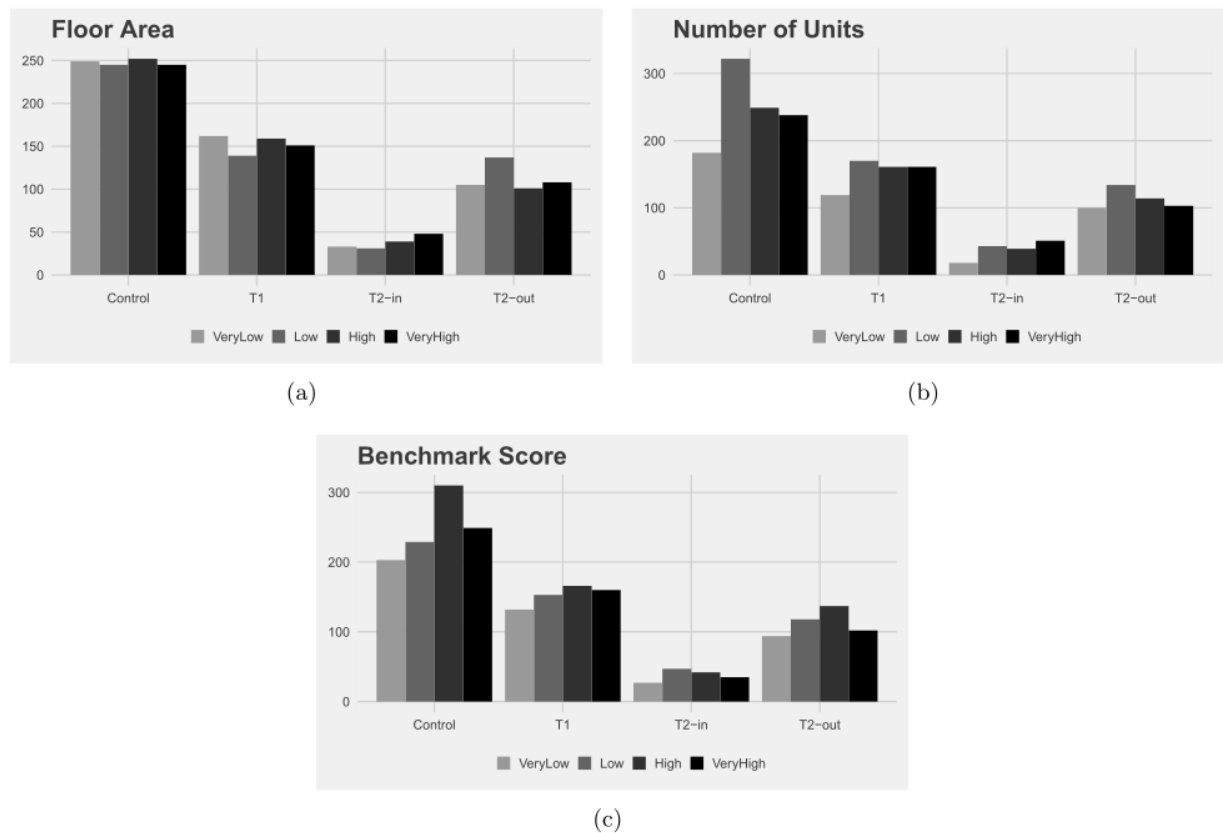 Floor Area
250
200
150
100
50
0
Control T1 T2-in T2-out
VeryLow Low High VeryHigh
(a)
Number of Units
300
200
100
0
Control T1 T2-in T2-out
VeryLow Low High VeryHigh
(b)
Benchmark Score
300
200
100
0
Control T1 T2-in T2-out
VeryLow Low High VeryHigh
(c)